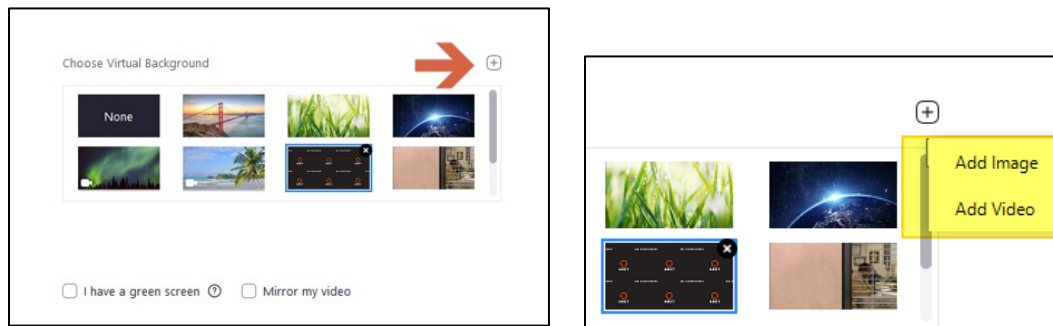 Choose Virtual Background
None
I have a green screen
Mirror my video
Add Image
Add Video